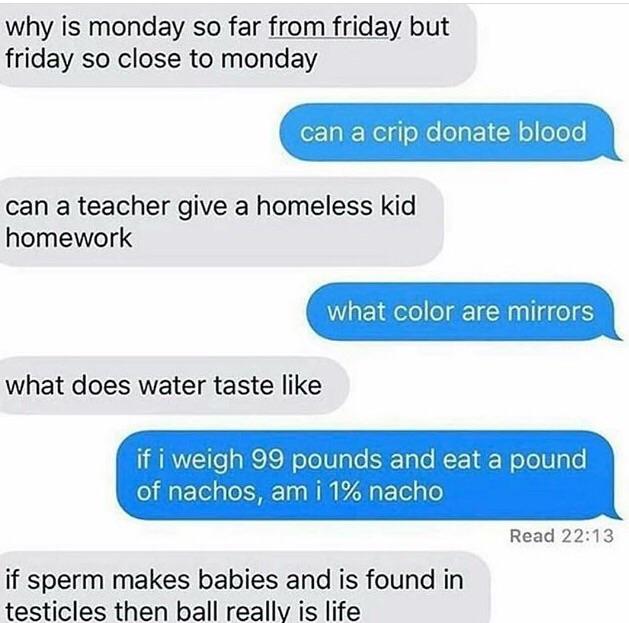 why is monday so far from friday but
friday so close to monday
can a crip donate blood
can a teacher give a homeless kid
homework
what color are mirrors
what does water taste like
if i weigh 99 pounds and eat a pound
of nachos, am i 1% nacho
Read 22:13
if sperm makes babies and is found in
testicles then ball really is life